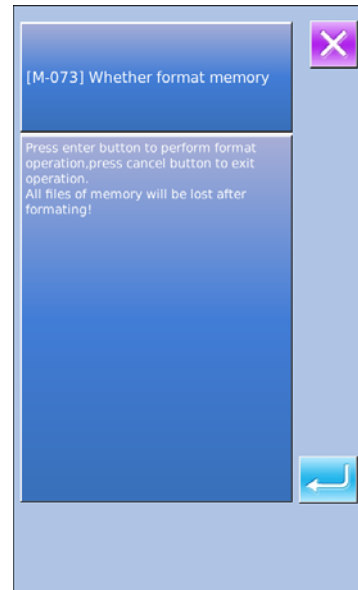 [M-073] Whether format memory
Press enter button to perform format
operation,press cancel button to exit
operation.
All files of memory will be lost after
formating!